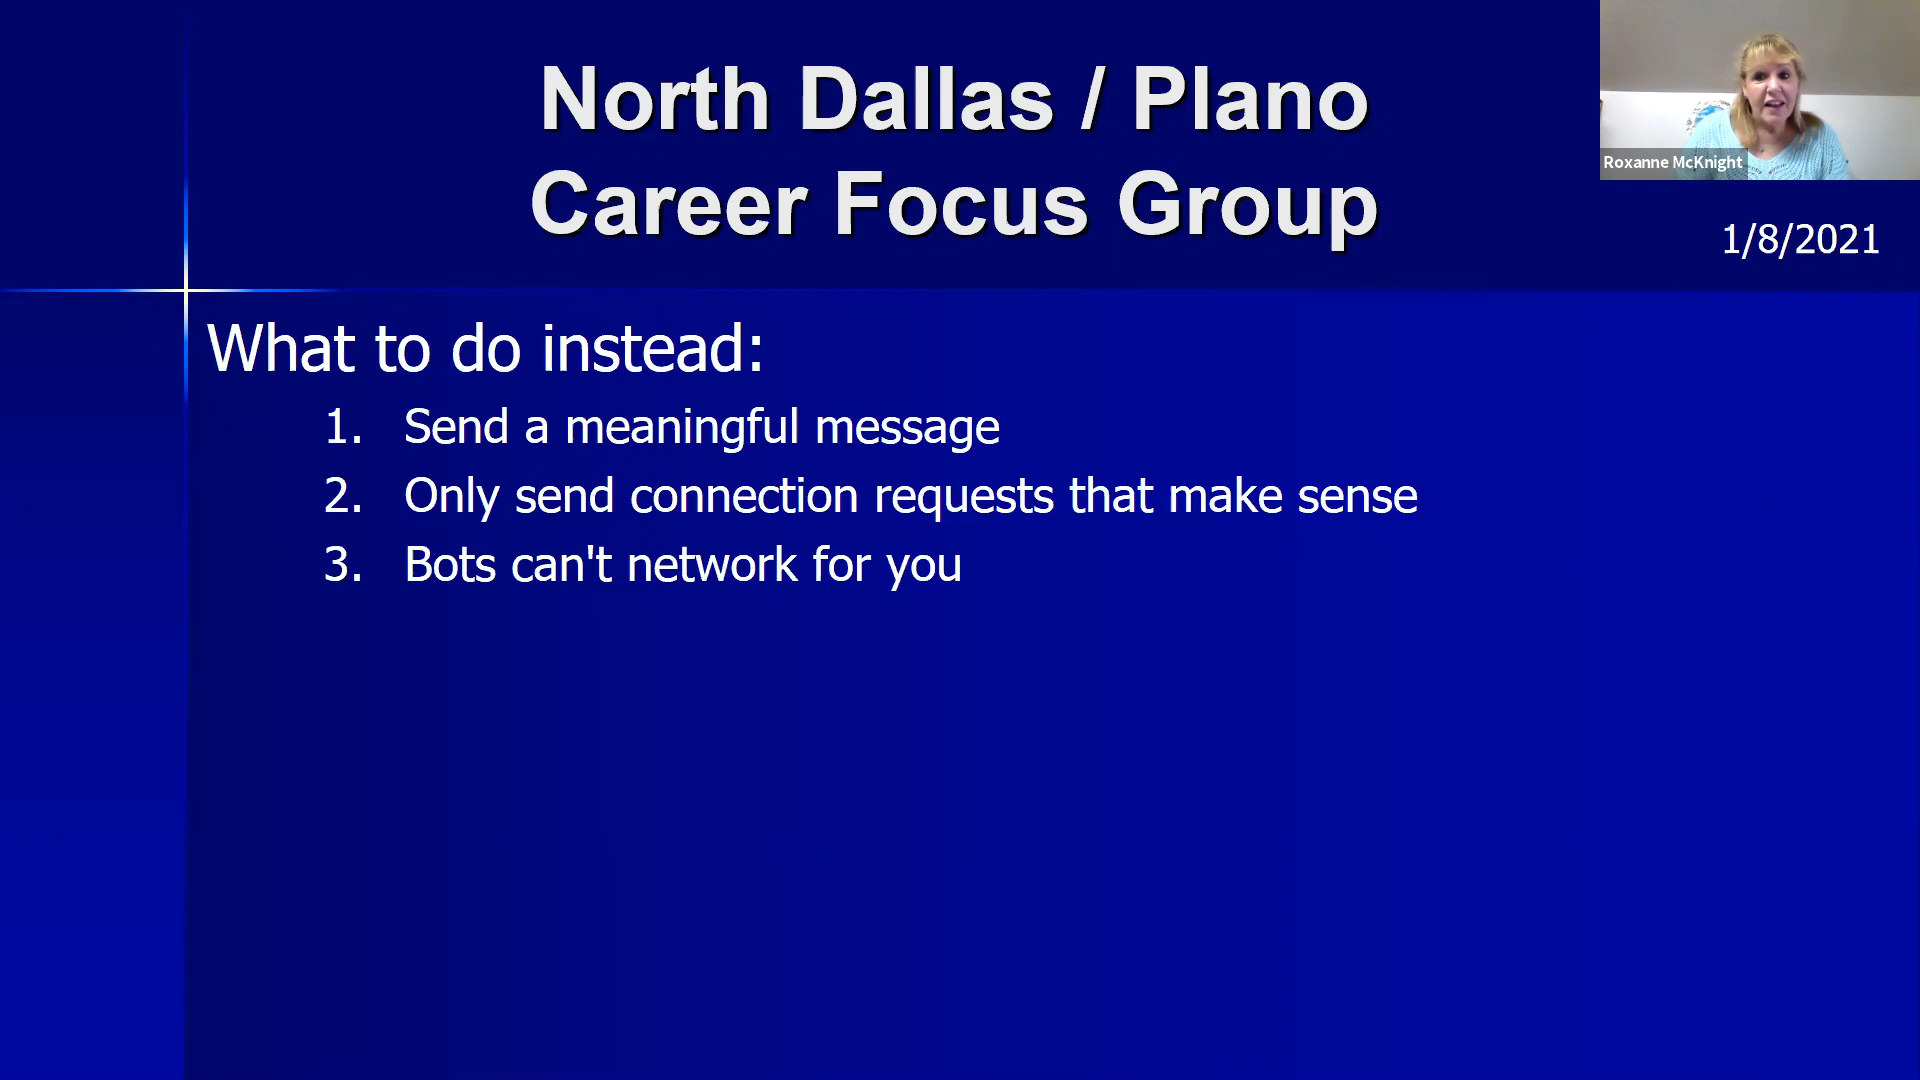 North Dallas / Plano
Career Focus Group
Roxanne McKnight
1/8/2021
What to do instead:
1. Send a meaningful message
2. Only send connection requests that make sense
3. Bots can't network for you